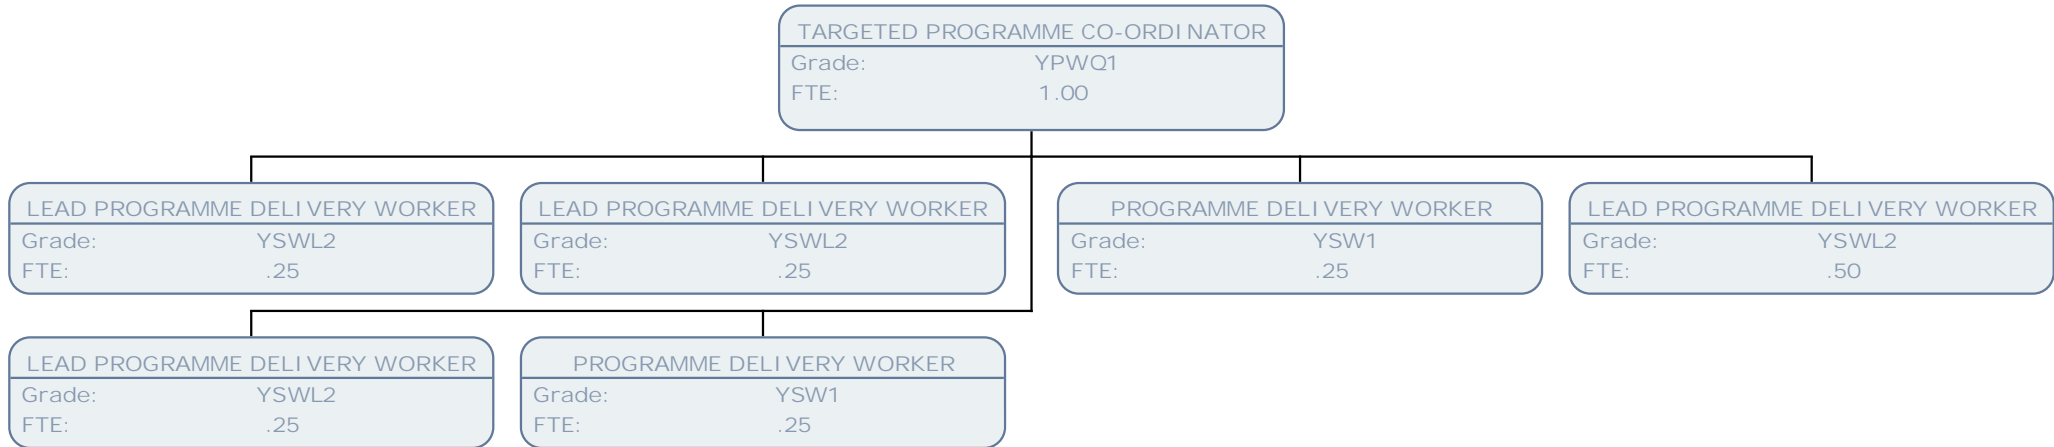 TARGETED PROGRAMME CO-ORDINATOR
Grade: YPWQ1
FTE: 1.00
LEAD PROGRAMME DELIVERY WORKER
Grade: YSWL2
FTE: .25
LEAD PROGRAMME DELIVERY WORKER
Grade: YSWL2
FTE: .25
PROGRAMME DELIVERY WORKER
Grade: YSW1
FTE: .25
LEAD PROGRAMME DELIVERY WORKER
Grade: YSWL2
FTE: .50
LEAD PROGRAMME DELIVERY WORKER
Grade: YSWL2
FTE: .25
PROGRAMME DELIVERY WORKER
Grade: YSW1
FTE: .25